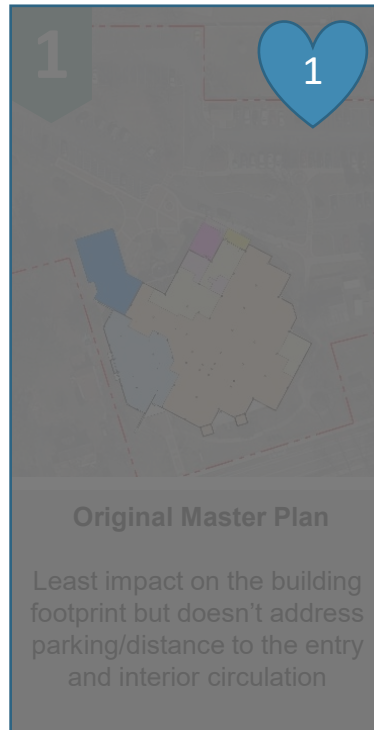 1
1
Original Master Plan
Least impact on the building
footprint but doesn’t address
parking/distance to the entry
and interior circulation